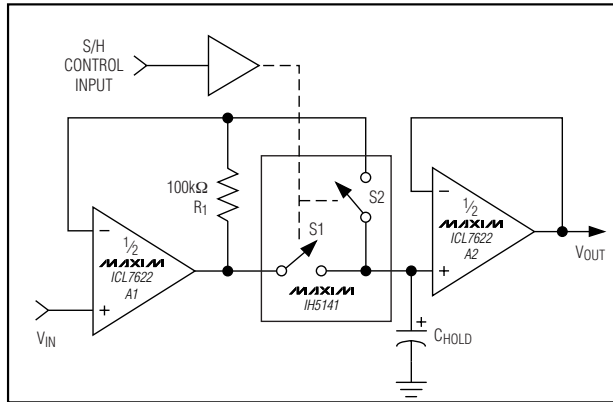 S/H
CONTROL
INPUT
100kΩ
R1
S2
S1
½
MAXIM
ICL7622
A1
VIN
MAXIM
IH5141
½
MAXIM
ICL7622
A2
VOUT
CHOLD
− + − + +